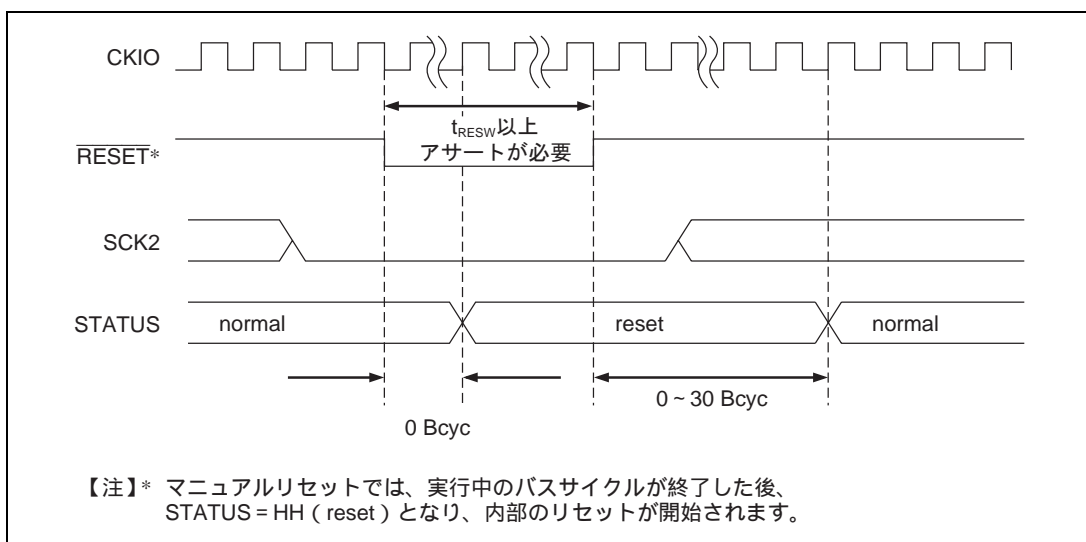 CKIO
tRESW以上
アサートが必要
RESET*
SCK2
STATUS normal reset normal
0 ~ 30 Bcyc
0 Bcyc
【注】* マニュアルリセットでは、実行中のバスサイクルが終了した後、
STATUS = HH ( reset ) となり、内部のリセットが開始されます。